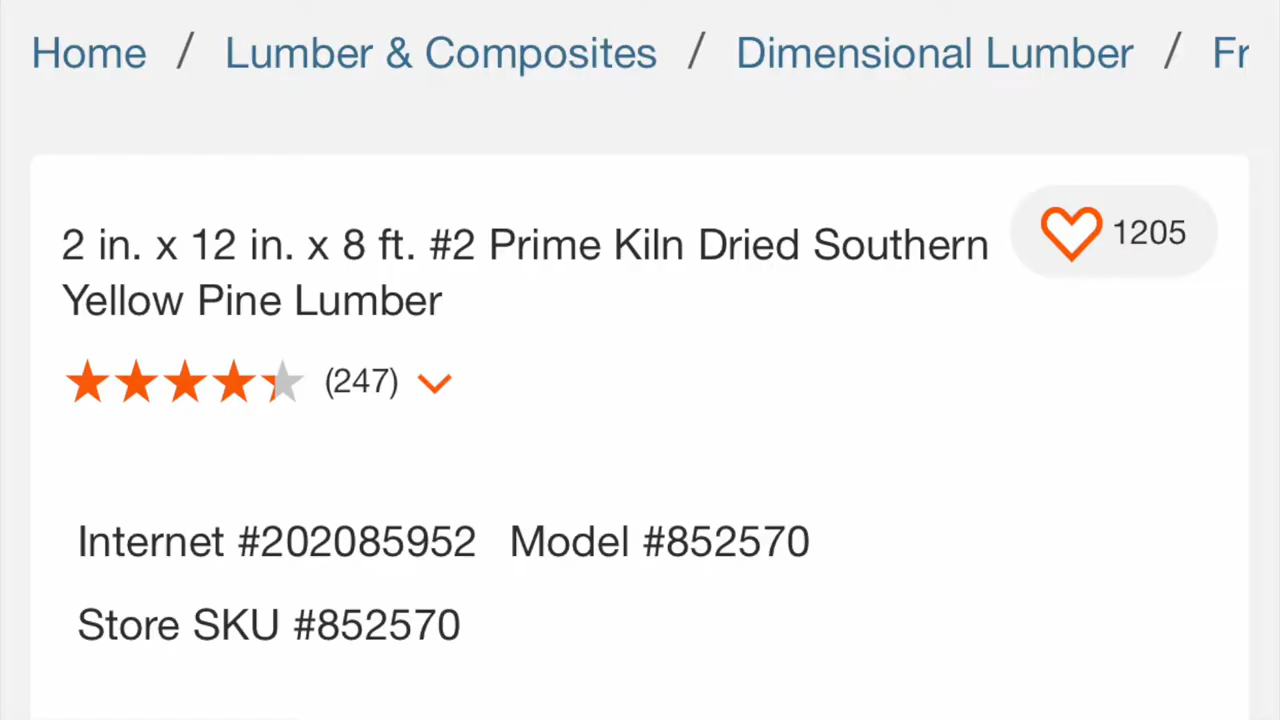 Home / Lumber & Composites / Dimensional Lumber / Fr
2 in. x 12 in. x 8 ft. #2 Prime Kiln Dried Southern
1205
Yellow Pine Lumber
(247)
Internet #202085952 Model #852570
Store SKU #852570